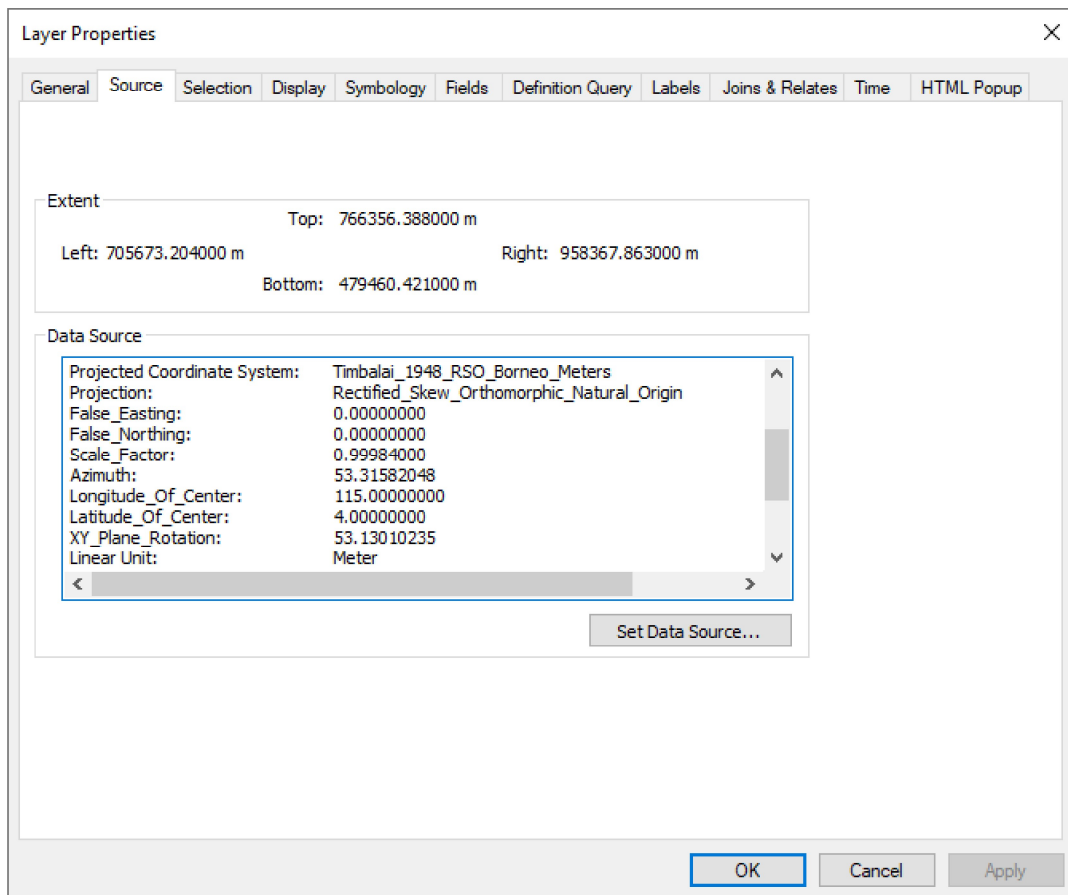 Layer Properties
General Source Selection Display Symbology Fields Definition Query Labels Joins & Relates Time HTML Popup
Extent
Top: 766356.388000 m
Left: 705673.204000 m Right: 958367.863000 m
Bottom: 479460.421000 m
Data Source
Projected Coordinate System: Timbalai_1948_RSO_Borneo_Meters
Projection: Rectified_Skew_Orthomorphic_Natural_Origin
False_Easting: 0.00000000
False_Northing: 0.00000000
Scale_Factor: 0.99984000
Azimuth: 53.31582048
Longitude_Of_Center: 115.00000000
Latitude_Of_Center: 4.00000000
XY_Plane_Rotation: 53.13010235
Linear Unit: Meter
Set Data Source...
OK Cancel Apply